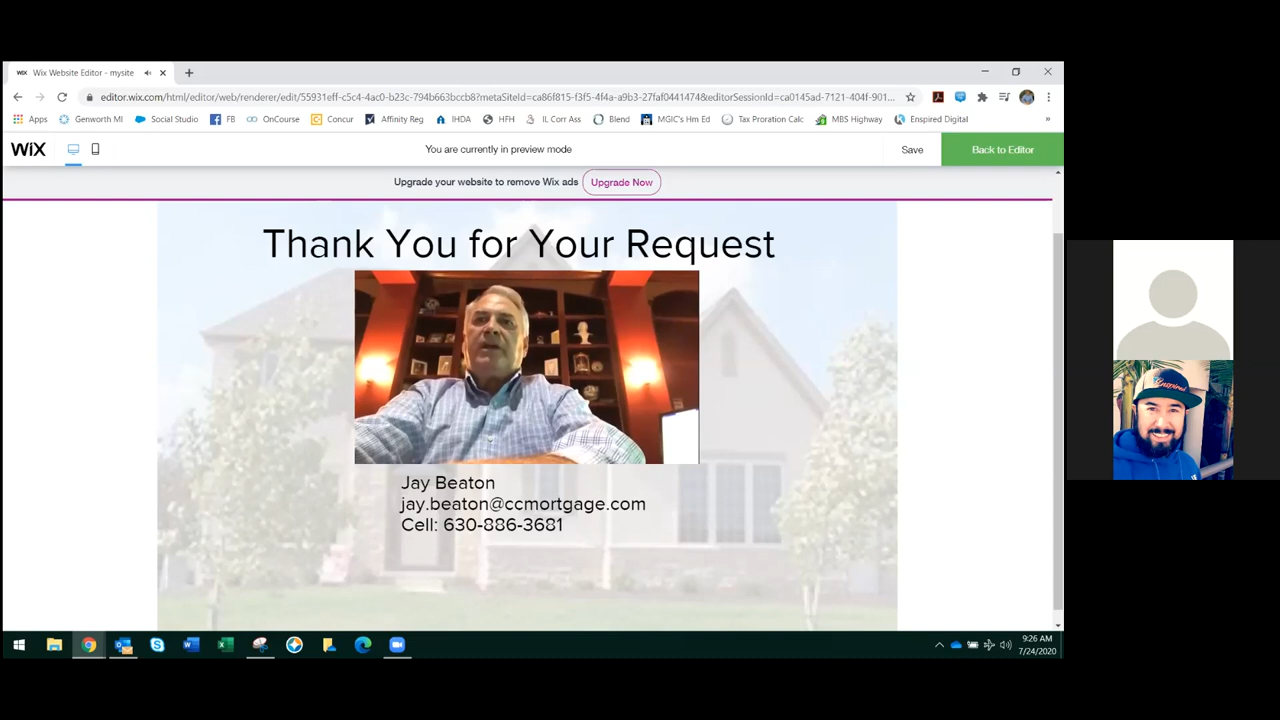 WiX Wix Website Editor - mysite
editor.wix.com/html/editor/web/renderer/edit/55931eff-c5c4-4ac0-b23c-794b663bccb8?metaSiteId=ca86f815-f3f5-4f4a-a9b3-27faf0441474&editorSessionId=ca0145ad-7121-404f-901...
Apps Genworth MI Social Studio FB OnCourse Concur Affinity Reg IHDA HFH IL Corr Ass Blend MGIC's Hm Ed Tax Proration Calc MBS Highway Enspired Digital »
WiX You are currently in preview mode Save Back to Editor
Upgrade your website to remove Wix ads Upgrade Now
Thank You for Your Request
Jay Beaton
jay.beaton@ccmortgage.com
Cell: 630-886-3681
9:26 AM
7/24/2020